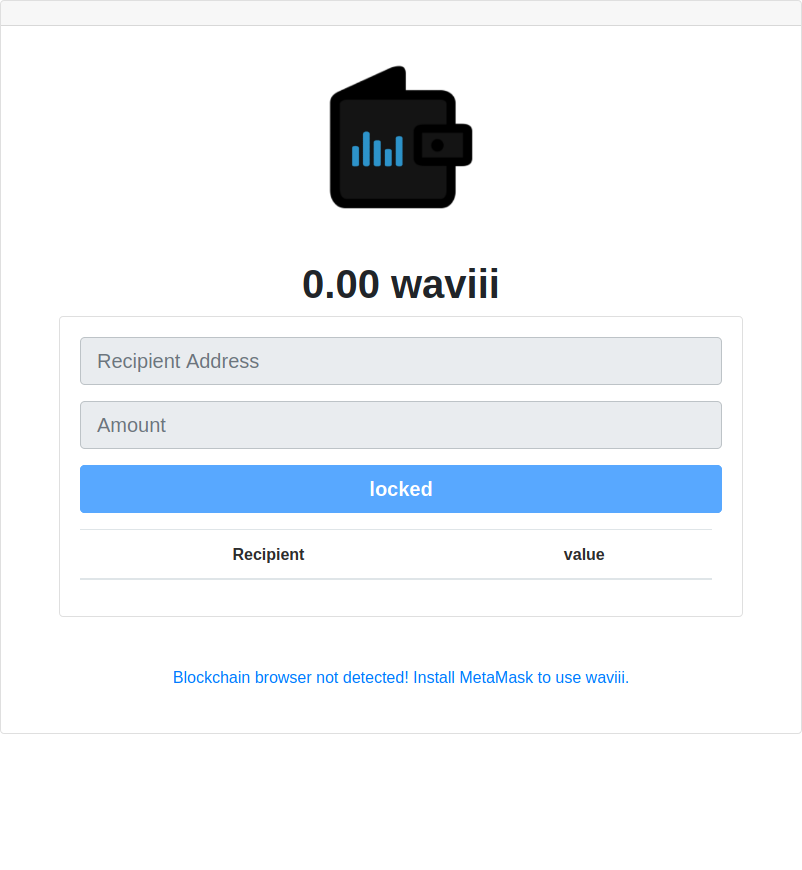 0.00 waviii
Recipient Address
Amount
locked
Recipient value
Blockchain browser not detected! Install MetaMask to use waviii.